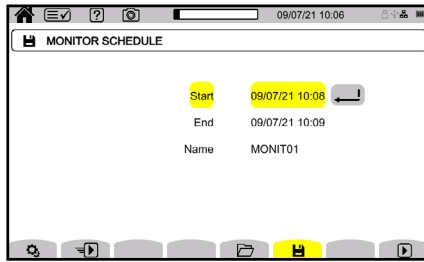 09/07/21 10:06
MONITOR SCHEDULE
Start 09/07/21 10:08
End 09/07/21 10:09
Name MONIT01